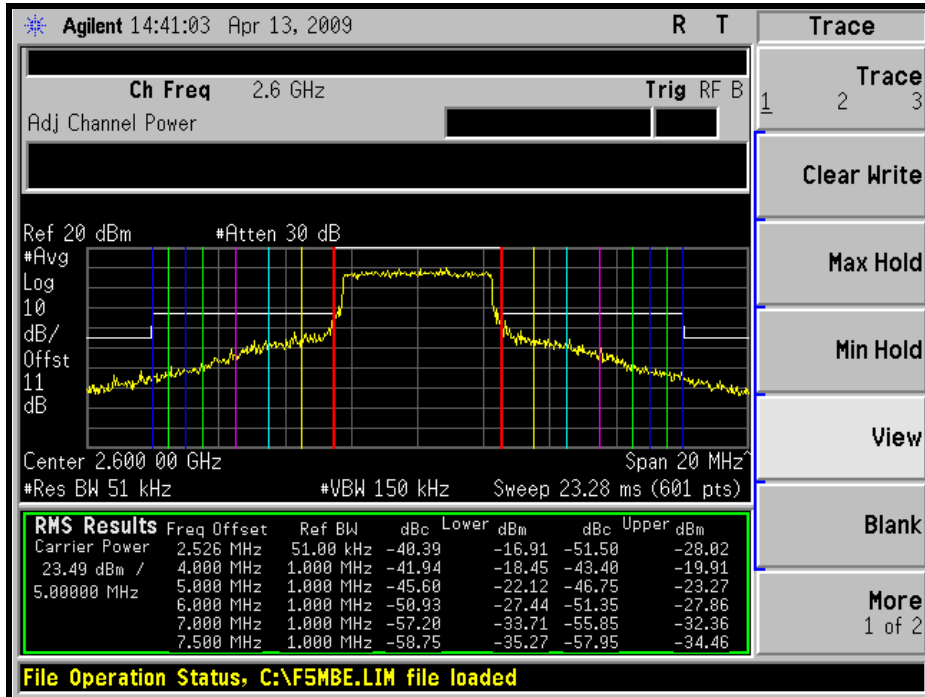 Agilent 14:41:03 Apr 13, 2009 R T
Trace
Ch Freq 2.6 GHz Trig RF B
Adj Channel Power
Trace
1 2 3
Clear Write
Max Hold
Min Hold
View
Blank
More
1 of 2
Ref 20 dBm #Atten 30 dB
#Avg
Log
10
dB/
Offst
11
dB
Center 2.600 00 GHz Span 20 MHz^
#Res BW 51 kHz #VBW 150 kHz Sweep 23.28 ms (601 pts)
RMS Results Freq Offset Ref BW dBc Lower dBm dBc Upper dBm
Carrier Power 2.526 MHz 51.00 kHz -40.39 -16.91 -51.50 -28.02
23.49 dBm / 4.000 MHz 1.000 MHz -41.94 -18.45 -43.40 -19.91
5.00000 MHz 5.000 MHz 1.000 MHz -45.60 -22.12 -46.75 -23.27
6.000 MHz 1.000 MHz -50.93 -27.44 -51.35 -27.86
7.000 MHz 1.000 MHz -57.20 -33.71 -55.85 -32.36
7.500 MHz 1.000 MHz -58.75 -35.27 -57.95 -34.46
File Operation Status, C:\F5MBE.LIM file loaded